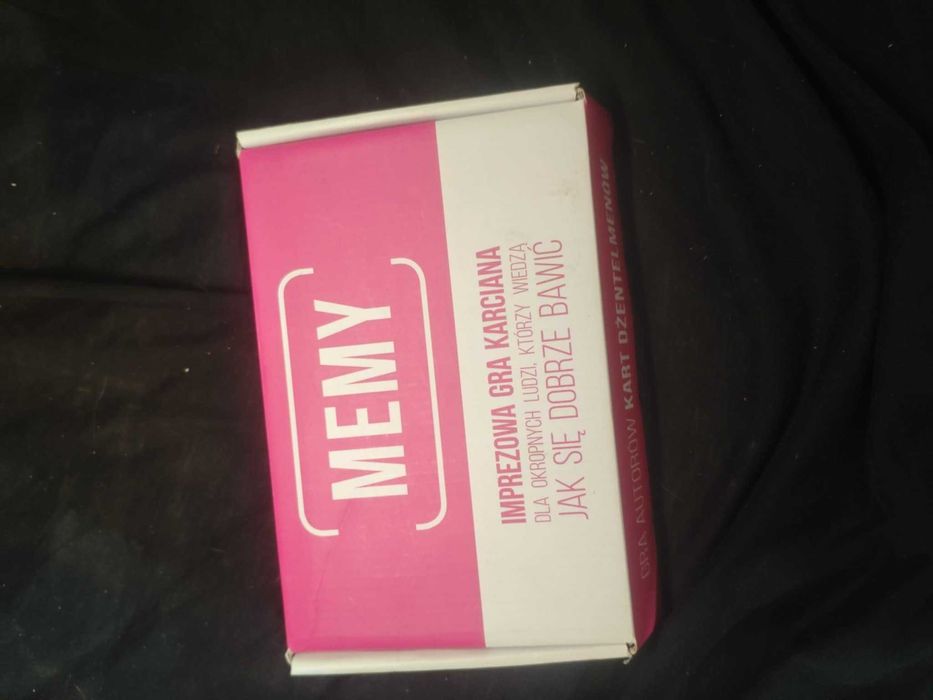 MEMY
IMPREZOWA GRA KARCIANA
DLA OKROPNYCH LUDZI, KTÓRZY WIEDZĄ
JAK SIĘ DOBRZE BAWIĆ
GRA AUTORÓW KART DŻENTELMENÓW